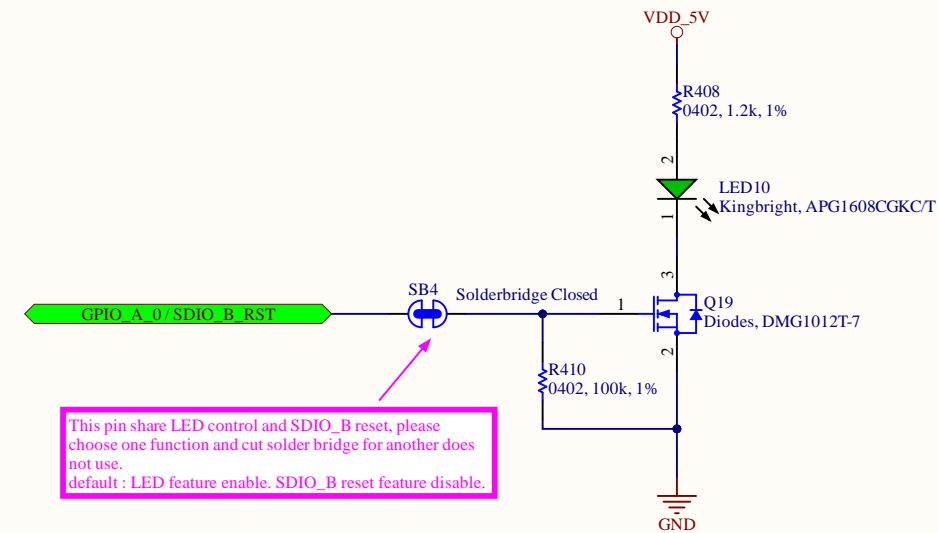 VDD_5V
R408
0402, 1.2k, 1%
2
LED10
Kingbright, APG1608CGKC/T
1
3
SB4
Solderbridge Closed
1
GPIO_A_0 / SDIO_B_RST
Q19
Diodes, DMG1012T-7
2
R410
0402, 100k, 1%
This pin share LED control and SDIO_B reset, please
choose one function and cut solder bridge for another does
not use.
default : LED feature enable. SDIO_B reset feature disable.
GND